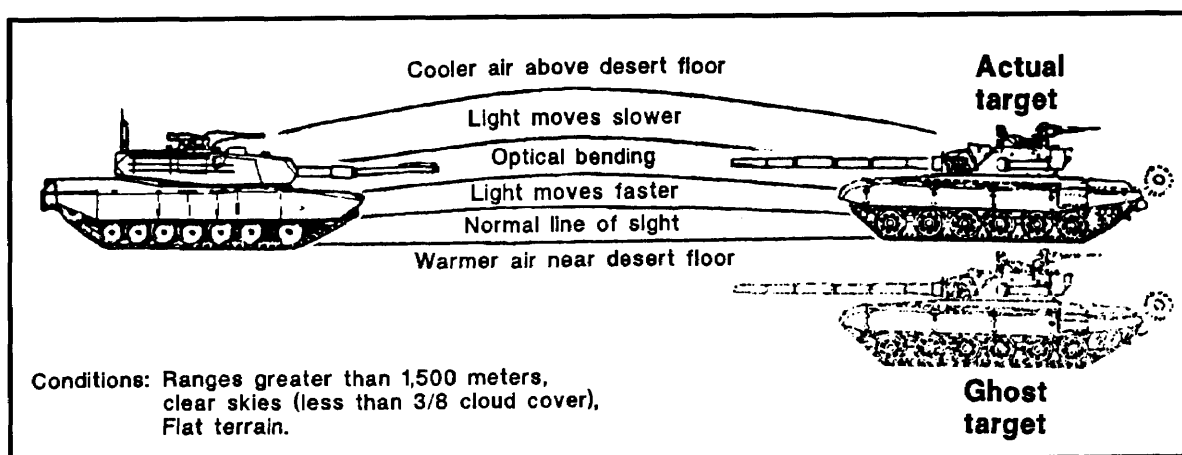 Cooler air above desert floor
Actual
target
Light moves slower
Optical bending
Light moves faster
Normal line of sight
Warmer air near desert floor
Conditions: Ranges greater than 1,500 meters,
clear skies (less than 3/8 cloud cover),
Flat terrain.
Ghost
target